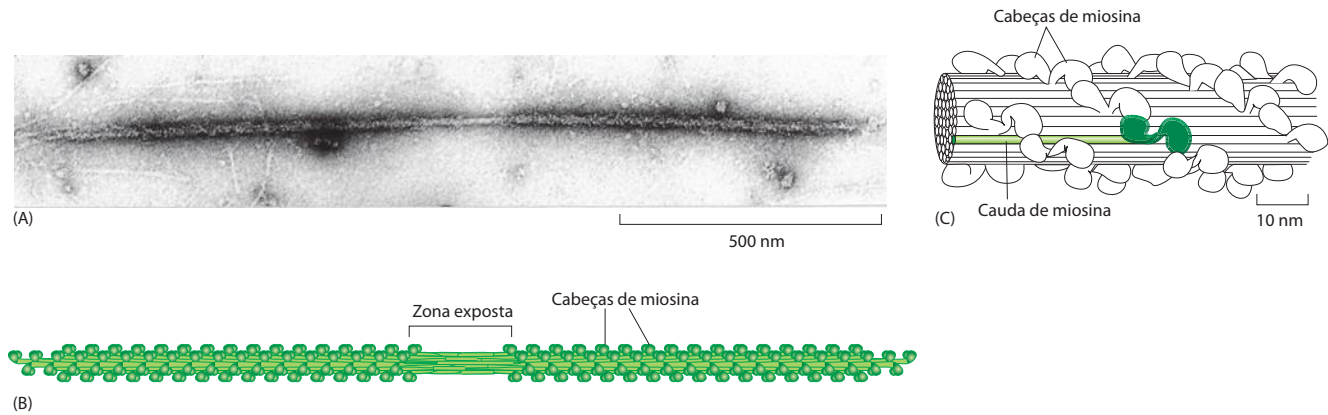 (A)
500 nm
Cabeças de miosina
Cauda de miosina
(C)
10 nm
Zona exposta
Cabeças de miosina
(B)